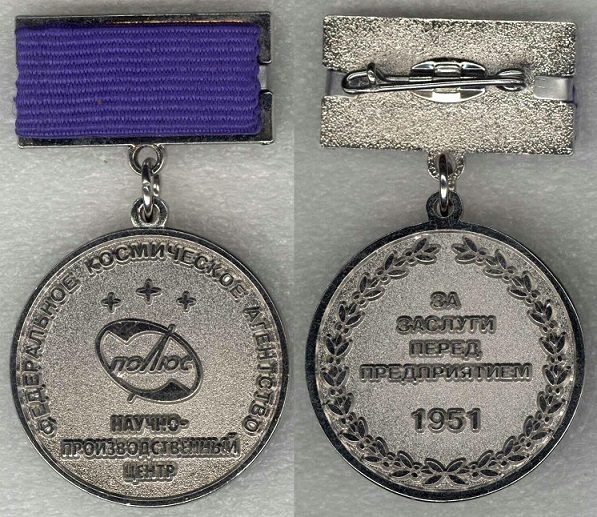 ФЕДЕРАЛЬНОЕ КОСМИЧЕСКОЕ АГЕНТСТВО
ПОЛЮС
НАУЧНО-
ПРОИЗВОДСТВЕННЫЙ
ЦЕНТР
ЗА
ЗАСЛУГИ
ПЕРЕД
ПРЕДПРИЯТИЕМ
1951